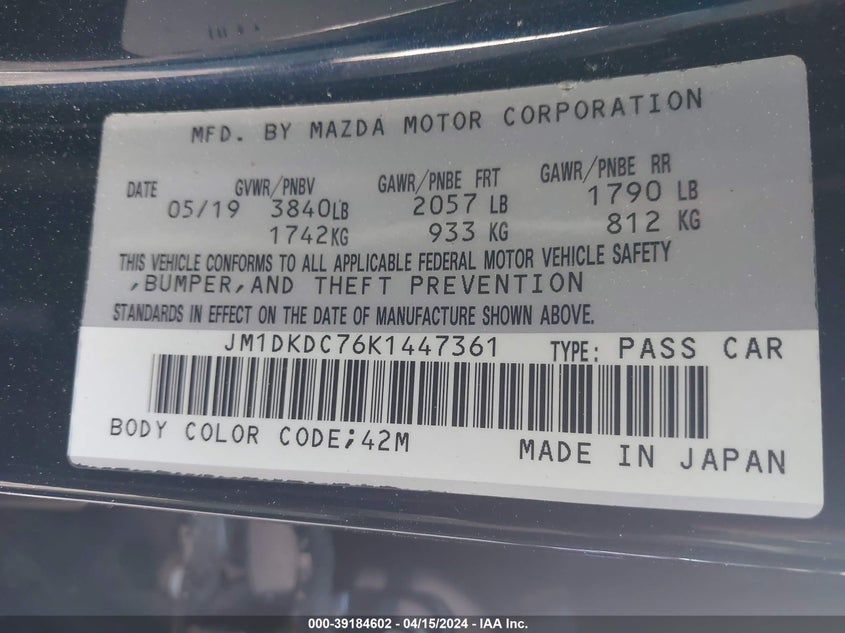 MFD. BY MAZDA MOTOR CORPORATION
DATE GVWR/PNBV GAWR/PNBE FRT GAWR/PNBE RR
05/19 3840LB 2057 LB 1790 LB
1742KG 933 KG 812 KG
THIS VEHICLE CONFORMS TO ALL APPLICABLE FEDERAL MOTOR VEHICLE SAFETY
,BUMPER,AND THEFT PREVENTION
STANDARDS IN EFFECT ON THE DATE OF MANUFACTURE SHOWN ABOVE.
JM1DKDC76K1447361 TYPE: PASS CAR
BODY COLOR CODE;42M MADE IN JAPAN
000-39184602 - 04/15/2024 - IAA Inc.